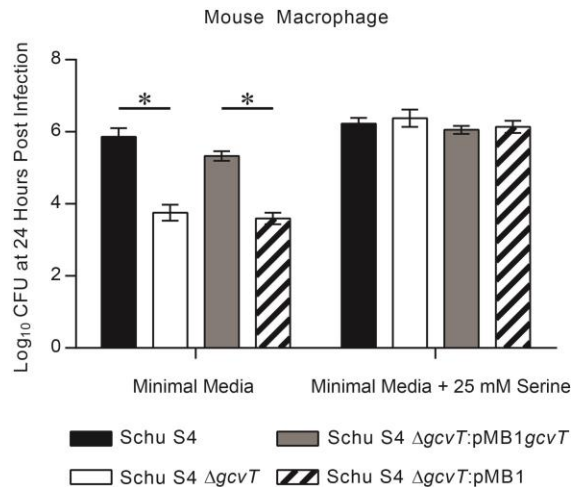 Mouse Macrophage
Log₁₀ CFU at 24 Hours Post Infection
8
6
4
2
0
*
*
Minimal Media
Minimal Media + 25 mM Serine
Schu S4
Schu S4 ΔgcvT:pMB1gcvT
Schu S4 ΔgcvT
Schu S4 ΔgcvT:pMB1